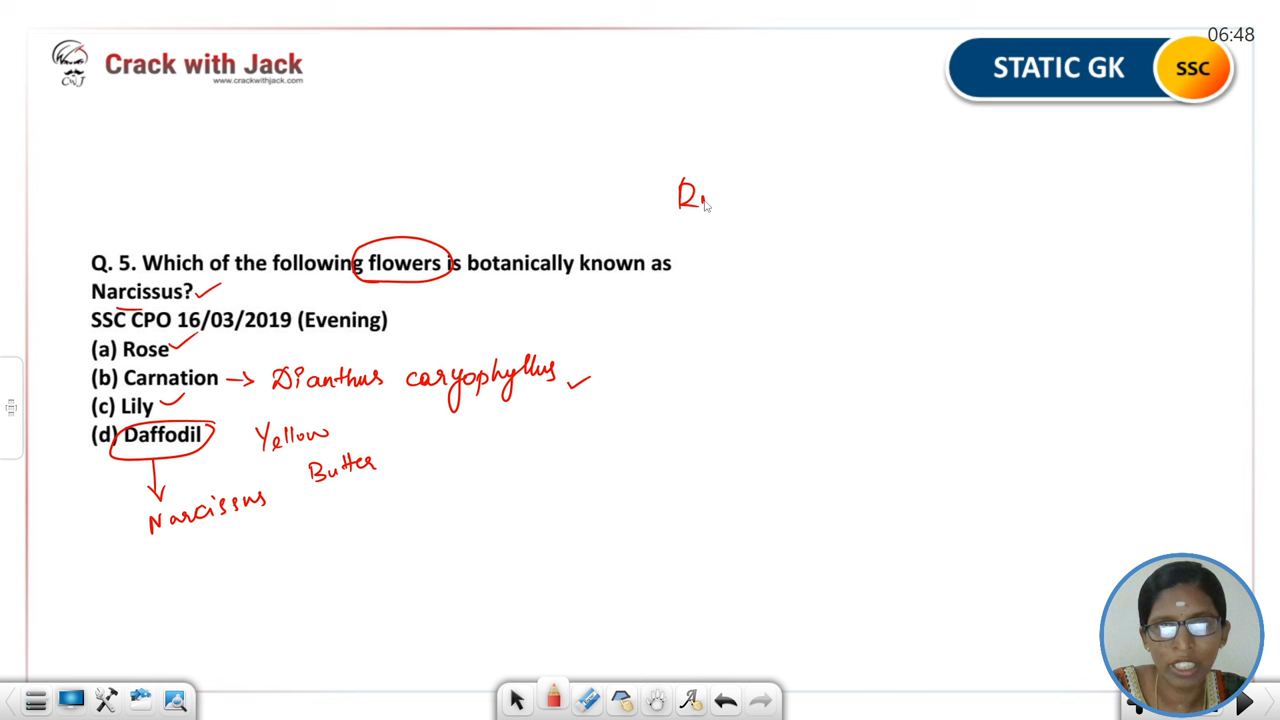 06:48
Crack with Jack
www.crackwithjack.com
CWJ
STATIC GK
SSC
Q. 5. Which of the following flowers is botanically known as
Narcissus?
SSC CPO 16/03/2019 (Evening)
(a) Rose
(b) Carnation → Dianthus caryophyllus
(c) Lily
(d) Daffodil
Yellow
Butter
Narcissus